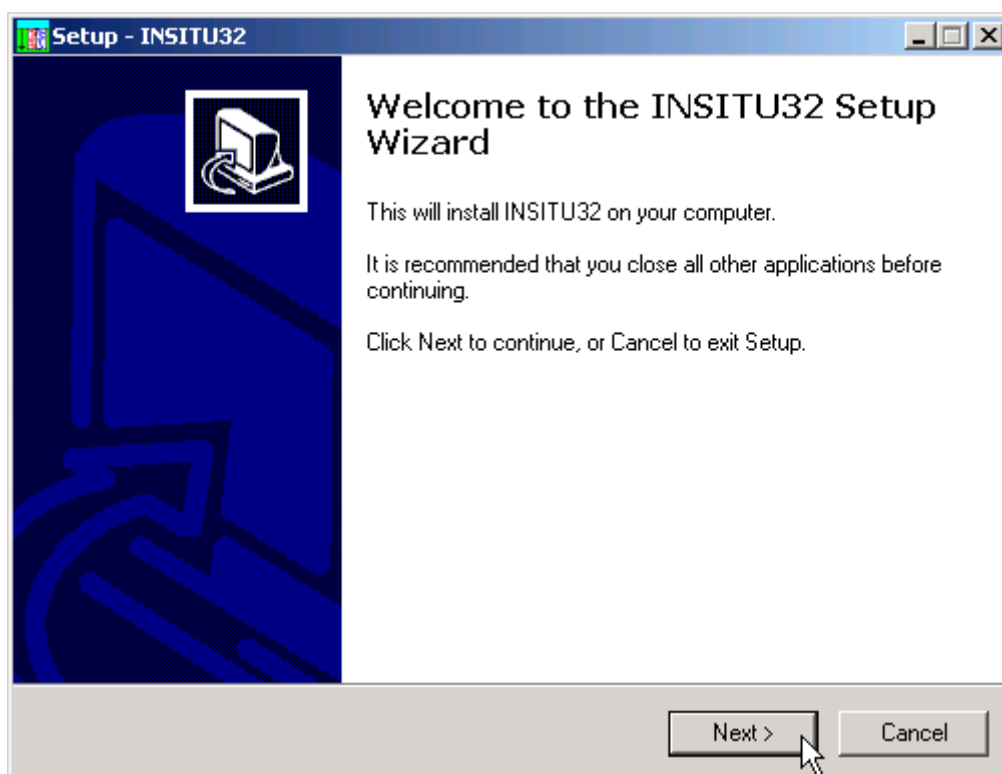 Setup - INSITU32
Welcome to the INSITU32 Setup
Wizard
This will install INSITU32 on your computer.
It is recommended that you close all other applications before
continuing.
Click Next to continue, or Cancel to exit Setup.
Next >
Cancel